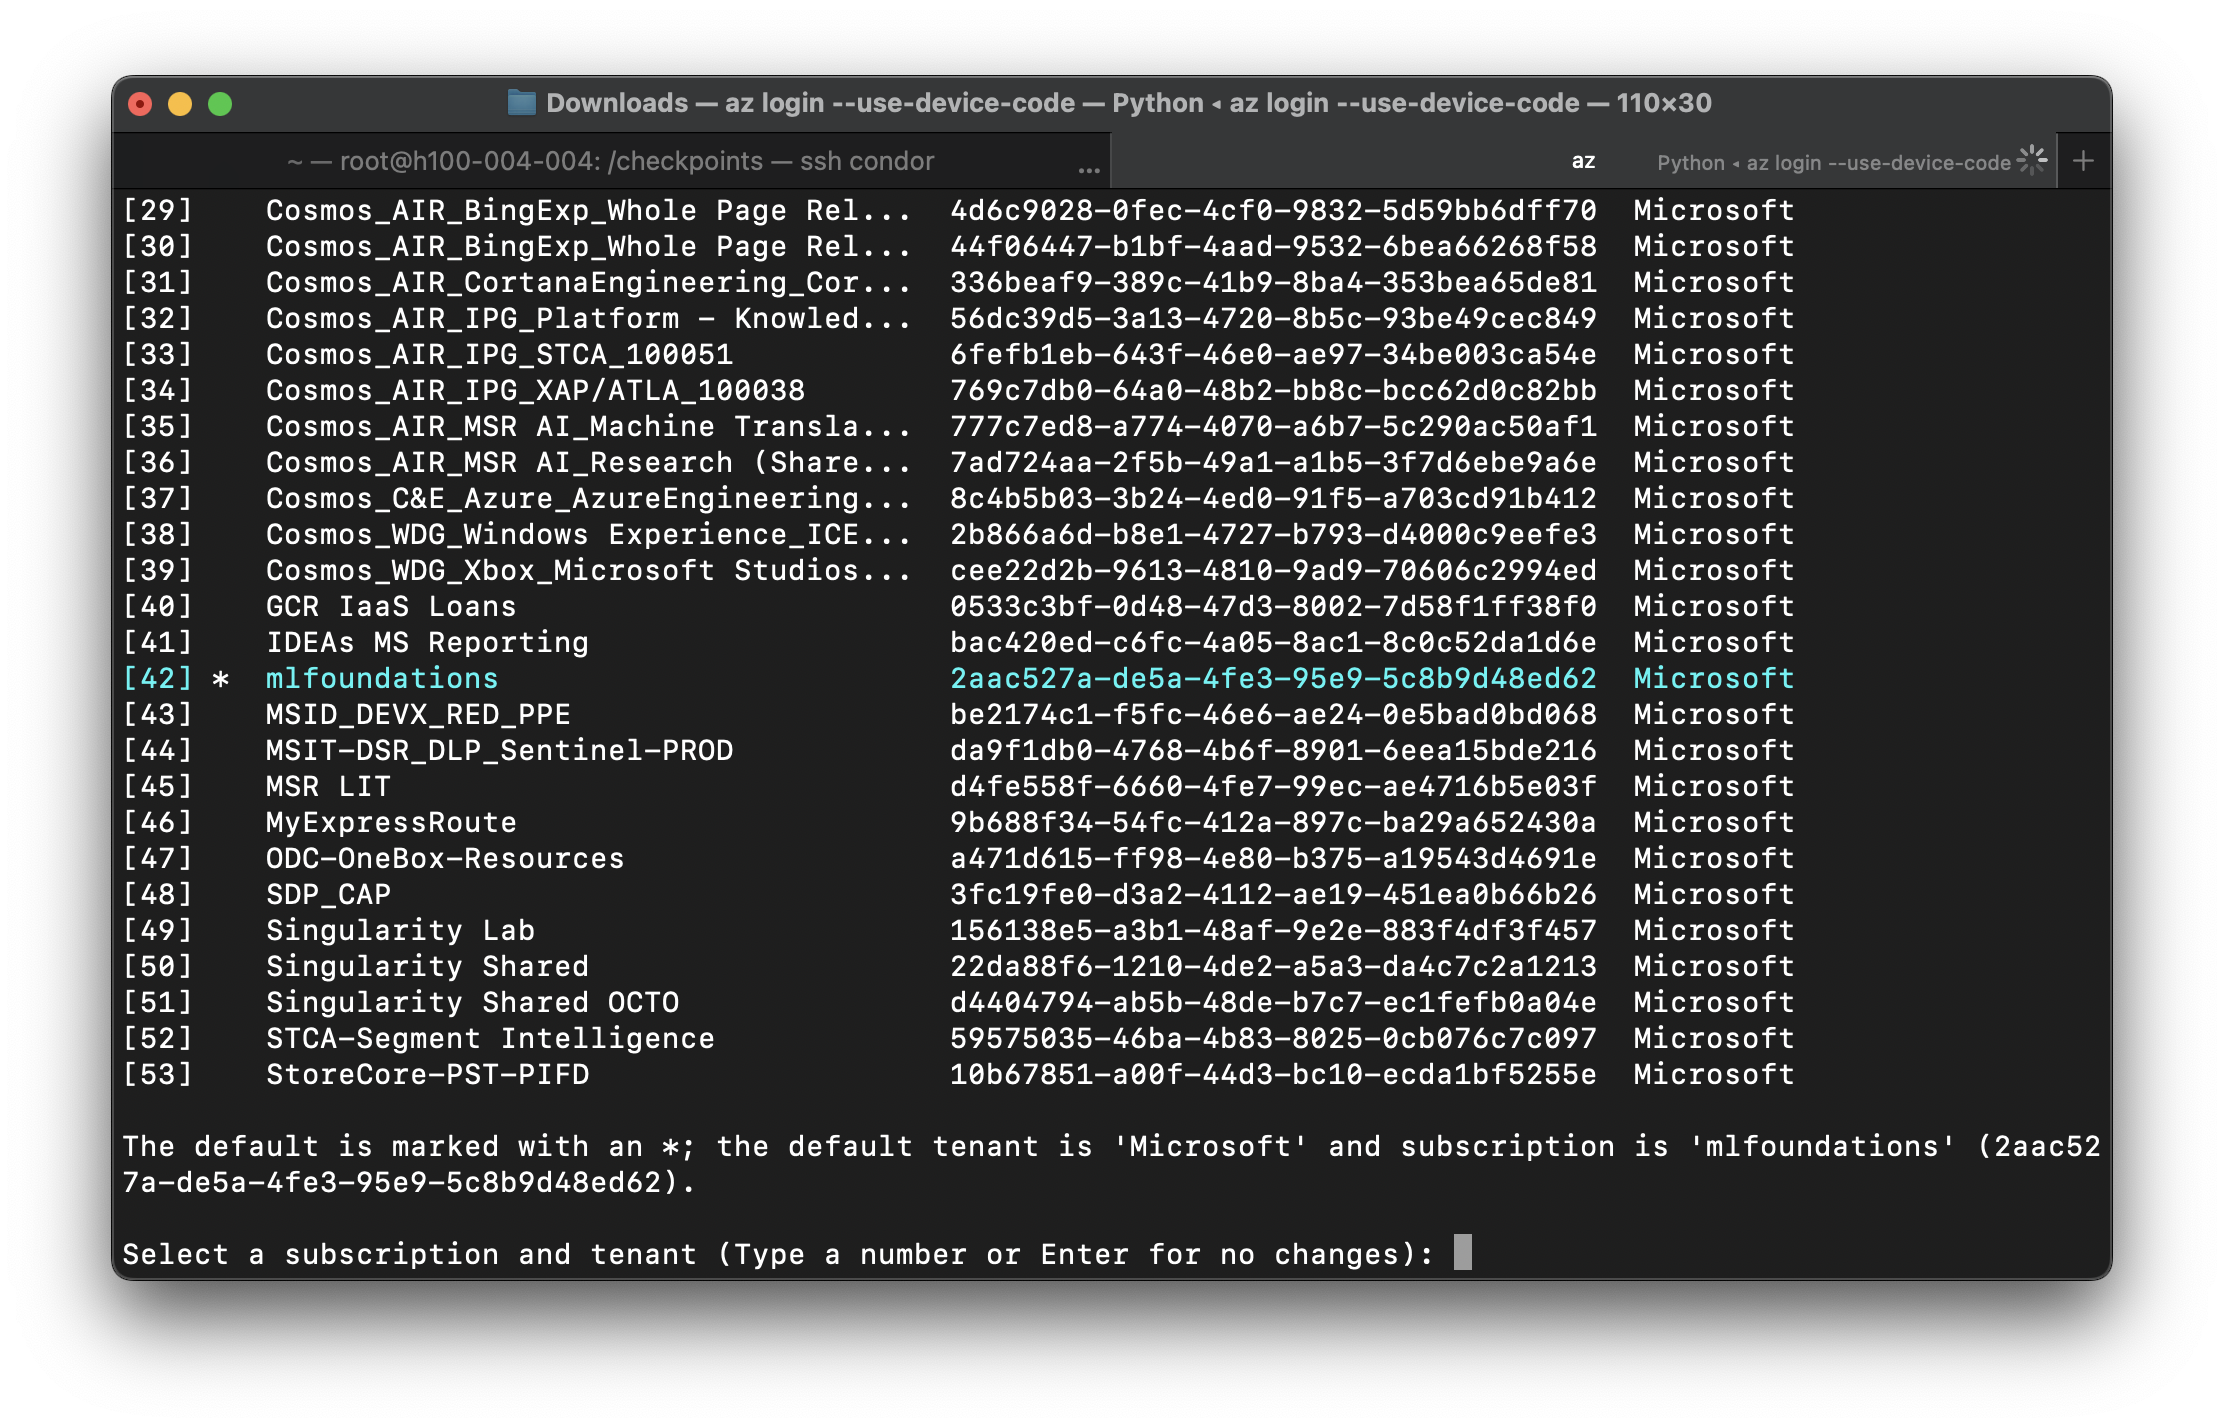 Downloads — az login --use-device-code — Python ◂ az login --use-device-code — 110×30
~ — root@h100-004-004: /checkpoints — ssh condor ... az Python ◂ az login --use-device-code +
[29] Cosmos_AIR_BingExp_Whole Page Rel... 4d6c9028-0fec-4cf0-9832-5d59bb6dff70 Microsoft
[30] Cosmos_AIR_BingExp_Whole Page Rel... 44f06447-b1bf-4aad-9532-6bea66268f58 Microsoft
[31] Cosmos_AIR_CortanaEngineering_Cor... 336beaf9-389c-41b9-8ba4-353bea65de81 Microsoft
[32] Cosmos_AIR_IPG_Platform - Knowled... 56dc39d5-3a13-4720-8b5c-93be49cec849 Microsoft
[33] Cosmos_AIR_IPG_STCA_100051 6fefb1eb-643f-46e0-ae97-34be003ca54e Microsoft
[34] Cosmos_AIR_IPG_XAP/ATLA_100038 769c7db0-64a0-48b2-bb8c-bcc62d0c82bb Microsoft
[35] Cosmos_AIR_MSR AI_Machine Transla... 777c7ed8-a774-4070-a6b7-5c290ac50af1 Microsoft
[36] Cosmos_AIR_MSR AI_Research (Share... 7ad724aa-2f5b-49a1-a1b5-3f7d6ebe9a6e Microsoft
[37] Cosmos_C&E_Azure_AzureEngineering... 8c4b5b03-3b24-4ed0-91f5-a703cd91b412 Microsoft
[38] Cosmos_WDG_Windows Experience_ICE... 2b866a6d-b8e1-4727-b793-d4000c9eefe3 Microsoft
[39] Cosmos_WDG_Xbox_Microsoft Studios... cee22d2b-9613-4810-9ad9-70606c2994ed Microsoft
[40] GCR IaaS Loans 0533c3bf-0d48-47d3-8002-7d58f1ff38f0 Microsoft
[41] IDEAs MS Reporting bac420ed-c6fc-4a05-8ac1-8c0c52da1d6e Microsoft
[42] * mlfoundations 2aac527a-de5a-4fe3-95e9-5c8b9d48ed62 Microsoft
[43] MSID_DEVX_RED_PPE be2174c1-f5fc-46e6-ae24-0e5bad0bd068 Microsoft
[44] MSIT-DSR_DLP_Sentinel-PROD da9f1db0-4768-4b6f-8901-6eea15bde216 Microsoft
[45] MSR LIT d4fe558f-6660-4fe7-99ec-ae4716b5e03f Microsoft
[46] MyExpressRoute 9b688f34-54fc-412a-897c-ba29a652430a Microsoft
[47] ODC-OneBox-Resources a471d615-ff98-4e80-b375-a19543d4691e Microsoft
[48] SDP_CAP 3fc19fe0-d3a2-4112-ae19-451ea0b66b26 Microsoft
[49] Singularity Lab 156138e5-a3b1-48af-9e2e-883f4df3f457 Microsoft
[50] Singularity Shared 22da88f6-1210-4de2-a5a3-da4c7c2a1213 Microsoft
[51] Singularity Shared OCTO d4404794-ab5b-48de-b7c7-ec1fefb0a04e Microsoft
[52] STCA-Segment Intelligence 59575035-46ba-4b83-8025-0cb076c7c097 Microsoft
[53] StoreCore-PST-PIFD 10b67851-a00f-44d3-bc10-ecda1bf5255e Microsoft
The default is marked with an *; the default tenant is 'Microsoft' and subscription is 'mlfoundations' (2aac52
7a-de5a-4fe3-95e9-5c8b9d48ed62).
Select a subscription and tenant (Type a number or Enter for no changes):